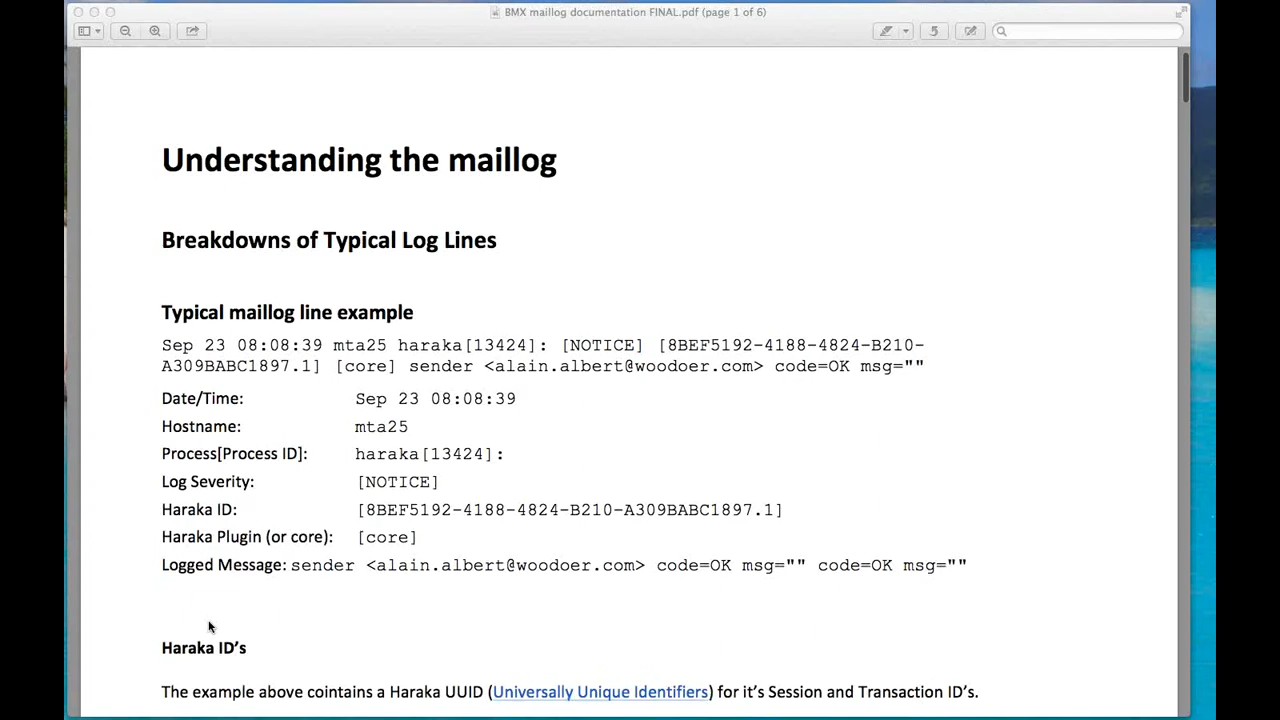 BMX maillog documentation FINAL.pdf (page 1 of 6)
Understanding the maillog
Breakdowns of Typical Log Lines
Typical maillog line example
Sep 23 08:08:39 mta25 haraka[13424]: [NOTICE] [8BEF5192-4188-4824-B210-
A309BABC1897.1] [core] sender <alain.albert@woodoer.com> code=OK msg=""
Date/Time: Sep 23 08:08:39
Hostname: mta25
Process[Process ID]: haraka[13424]:
Log Severity: [NOTICE]
Haraka ID: [8BEF5192-4188-4824-B210-A309BABC1897.1]
Haraka Plugin (or core): [core]
Logged Message: sender <alain.albert@woodoer.com> code=OK msg="" code=OK msg=""
Haraka ID’s
The example above cointains a Haraka UUID (Universally Unique Identifiers) for it’s Session and Transaction ID’s.